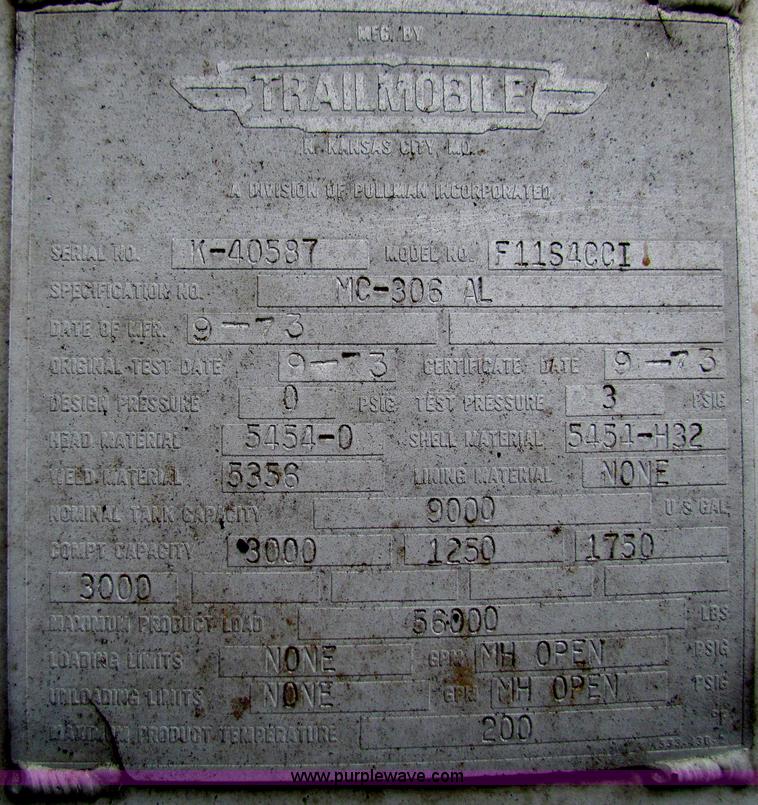 MFG. BY
TRAILMOBILE
N. KANSAS CITY, MO.
A DIVISION OF PULLMAN INCORPORATED
SERIAL NO. K-40587 MODEL NO. F11S4CCI
SPECIFICATION NO. MC-306 AL
DATE OF MFR. 9-73
ORIGINAL TEST DATE 9-73 CERTIFICATE DATE 9-73
DESIGN PRESSURE 0 PSIG TEST PRESSURE 3 PSIG
HEAD MATERIAL 5454-0 SHELL MATERIAL 5454-H32
WELD MATERIAL 5356 LINING MATERIAL NONE
NOMINAL TANK CAPACITY 9000 U S GAL
COMPT CAPACITY 3000 1250 1750
3000
MAXIMUM PRODUCT LOAD 56000 LBS
LOADING LIMITS NONE GPM MH OPEN PSIG
UNLOADING LIMITS NONE GPM MH OPEN PSIG
MAXIMUM PRODUCT TEMPERATURE 200 °F
www.purplewave.com